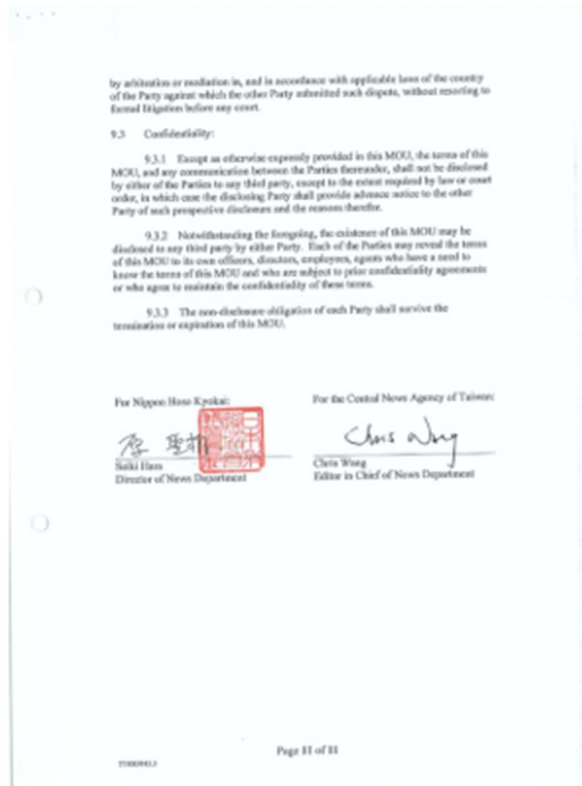 by arbitration or mediation in, and in accordance with applicable laws of the country
of the Party against which the other Party submitted such dispute, without resorting to
formal litigation before any court.
9.3 Confidentiality:
9.3.1 Except as otherwise expressly provided in this MOU, the terms of this
MOU, and any communication between the Parties thereunder, shall not be disclosed
by either of the Parties to any third party, except to the extent required by law or court
order, in which case the disclosing Party shall provide advance notice to the other
Party of such prospective disclosure and the reasons therefor.
9.3.2 Notwithstanding the foregoing, the existence of this MOU may be
disclosed to any third party by either Party. Each of the Parties may reveal the terms
of this MOU to its own officers, directors, employees, agents who have a need to
know the terms of this MOU and who are subject to prior confidentiality agreements
or who agree to maintain the confidentiality of these terms.
9.3.3 The non-disclosure obligation of each Party shall survive the
termination or expiration of this MOU.
For Nippon Hoso Kyokai:
For the Central News Agency of Taiwan:
原 聖樹
Chris Wang
Seiki Hara
Director of News Department
Chris Wang
Editor in Chief of News Department
Page 11 of 11